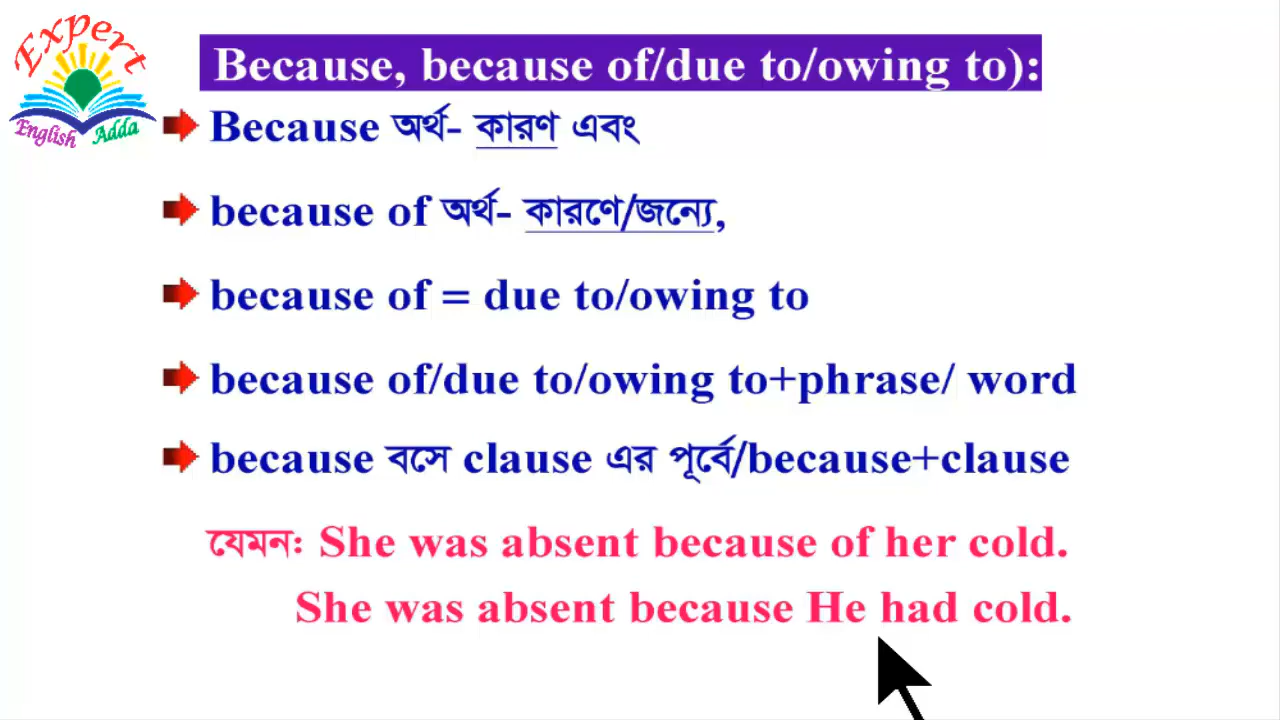 Expert
English Adda
Because, because of/due to/owing to):
Because অর্থ- কারণ এবং
because of অর্থ- কারণে/জন্যে,
because of = due to/owing to
because of/due to/owing to+phrase/ word
because বসে clause এর পূর্বে/because+clause
যেমনঃ She was absent because of her cold.
She was absent because He had cold.